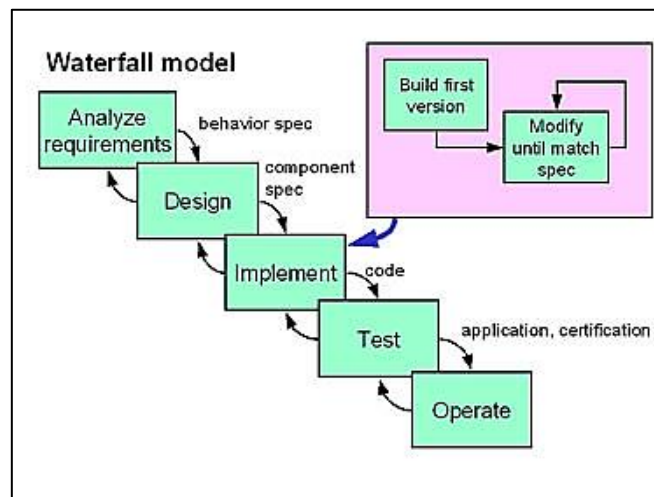 Waterfall model
Analyze
requirements
behavior spec
Design
component
spec
Implement
code
Test
application, certification
Operate
Build first
version
Modify
until match
spec